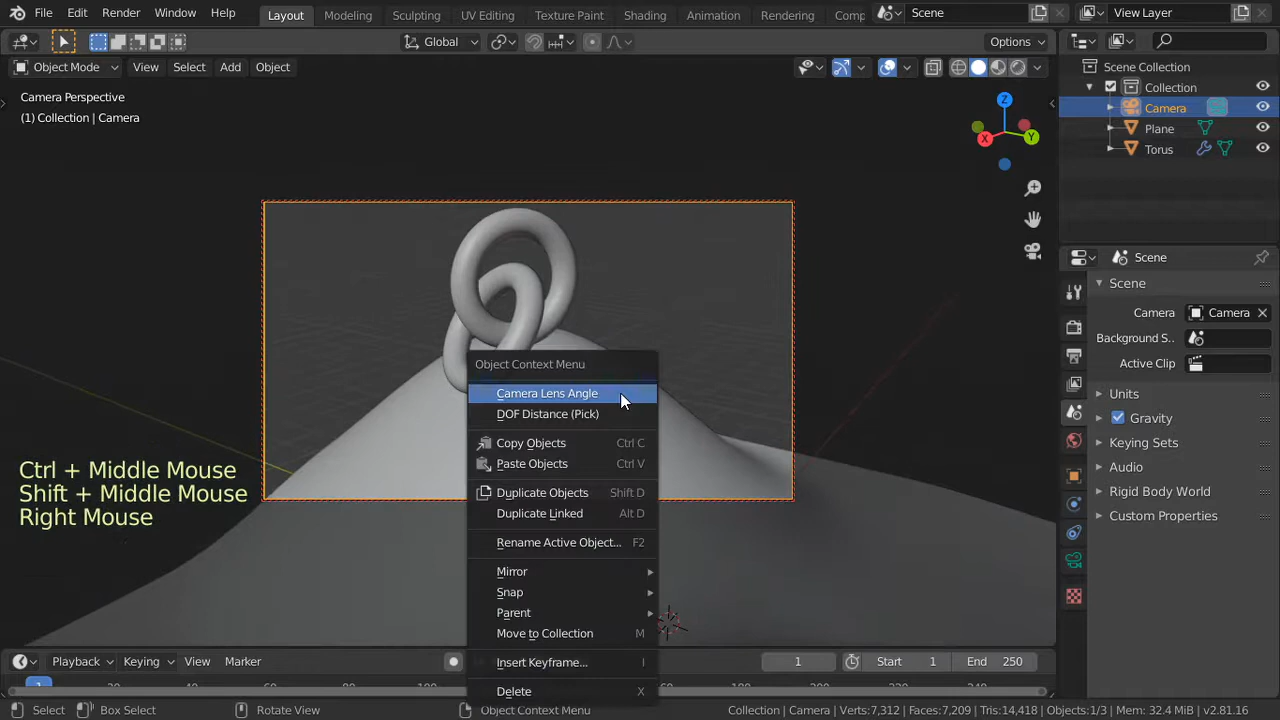 File Edit Render Window Help Layout Modeling Sculpting UV Editing Texture Paint Shading Animation Rendering Comp Scene View Layer
Global Options
Object Mode View Select Add Object
Camera Perspective
(1) Collection | Camera
Z
X
Y
Scene Collection
Collection
Camera
Plane
Torus
Scene
Scene
Camera Camera
Background S..
Active Clip
Units
Gravity
Keying Sets
Audio
Rigid Body World
Custom Properties
Object Context Menu
Camera Lens Angle
DOF Distance (Pick)
Copy Objects Ctrl C
Paste Objects Ctrl V
Duplicate Objects Shift D
Duplicate Linked Alt D
Rename Active Object... F2
Mirror
Snap
Parent
Move to Collection M
Insert Keyframe... I
Delete X
Ctrl + Middle Mouse
Shift + Middle Mouse
Right Mouse
Playback Keying View Marker 1 Start 1 End 250
Select Box Select Rotate View Object Context Menu Collection | Camera | Verts:7,312 | Faces:7,209 | Tris:14,418 | Objects:1/3 | Mem: 32.4 MiB | v2.81.16